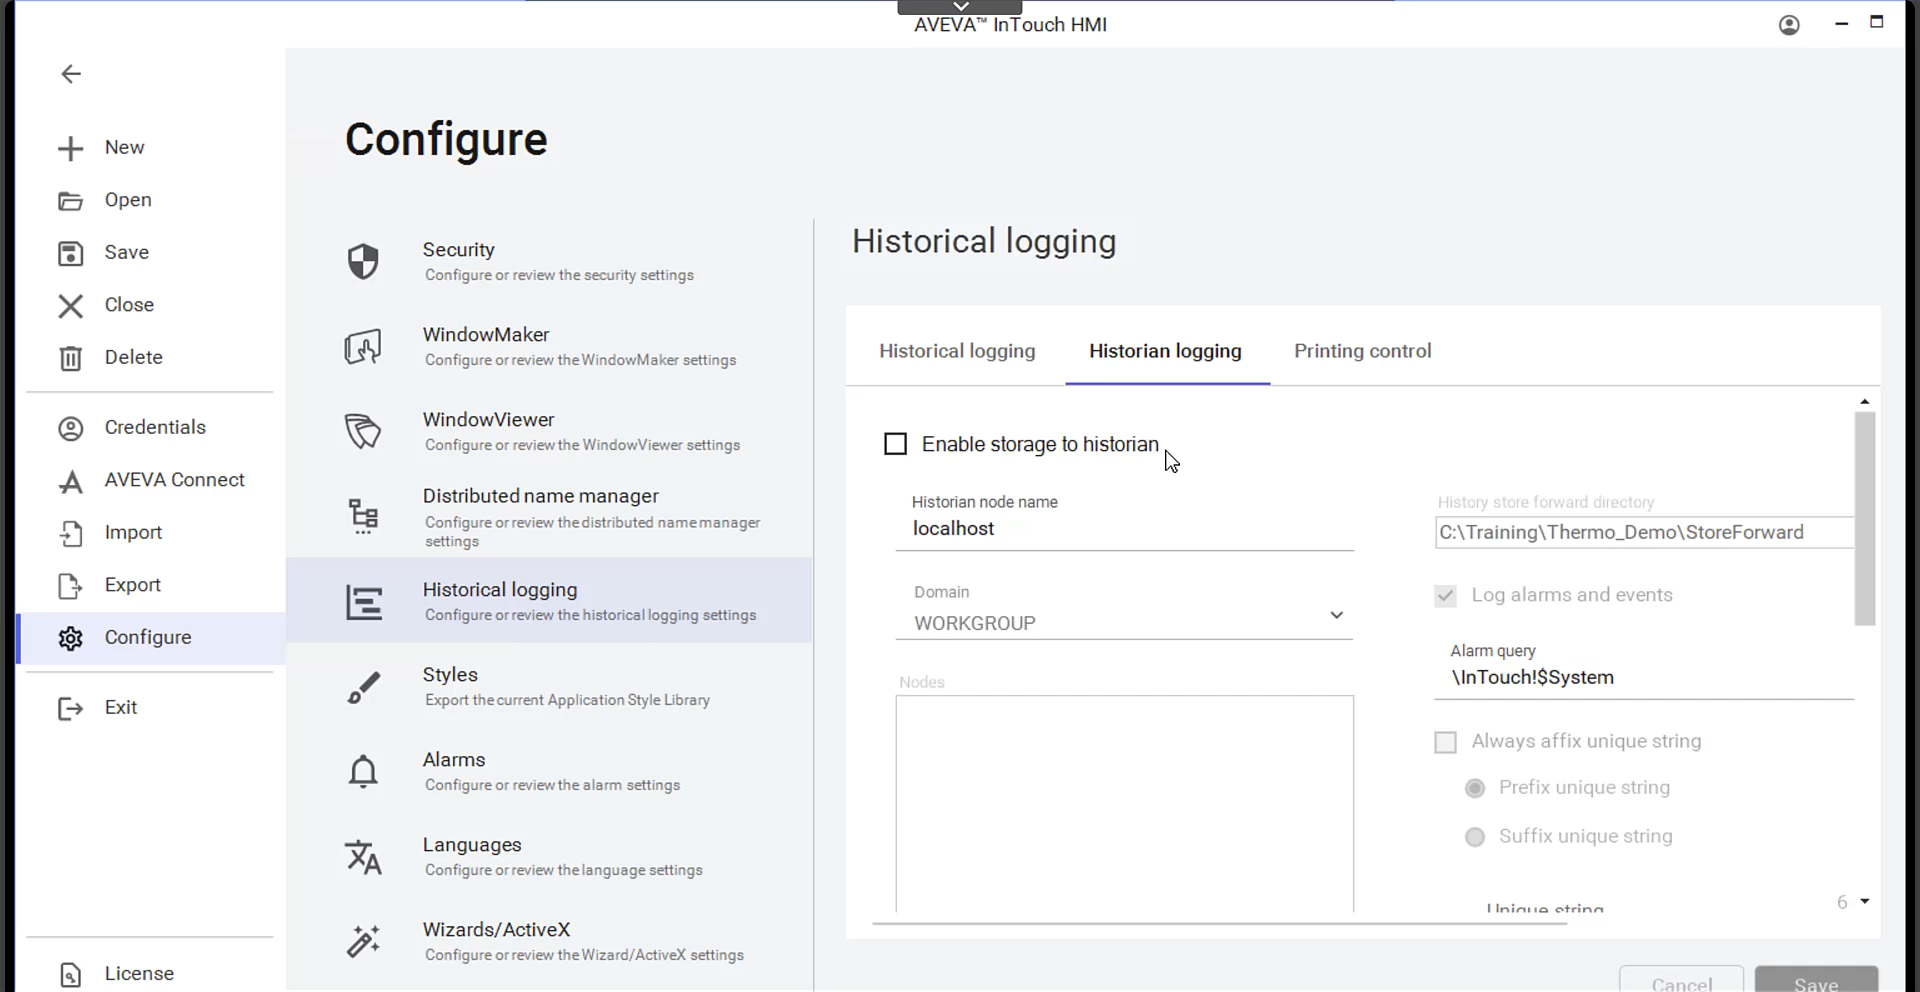 AVEVA™ InTouch HMI
New
Open
Save
Close
Delete
Credentials
AVEVA Connect
Import
Export
Configure
Exit
License
Configure
Security
Configure or review the security settings
WindowMaker
Configure or review the WindowMaker settings
WindowViewer
Configure or review the WindowViewer settings
Distributed name manager
Configure or review the distributed name manager
settings
Historical logging
Configure or review the historical logging settings
Styles
Export the current Application Style Library
Alarms
Configure or review the alarm settings
Languages
Configure or review the language settings
Wizards/ActiveX
Configure or review the Wizard/ActiveX settings
Historical logging
Historical logging
Historian logging
Printing control
Enable storage to historian
Historian node name
localhost
Domain
WORKGROUP
Nodes
History store forward directory
C:\Training\Thermo_Demo\StoreForward
Log alarms and events
Alarm query
\InTouch!$System
Always affix unique string
Prefix unique string
Suffix unique string
Unique string
6
Cancel
Save